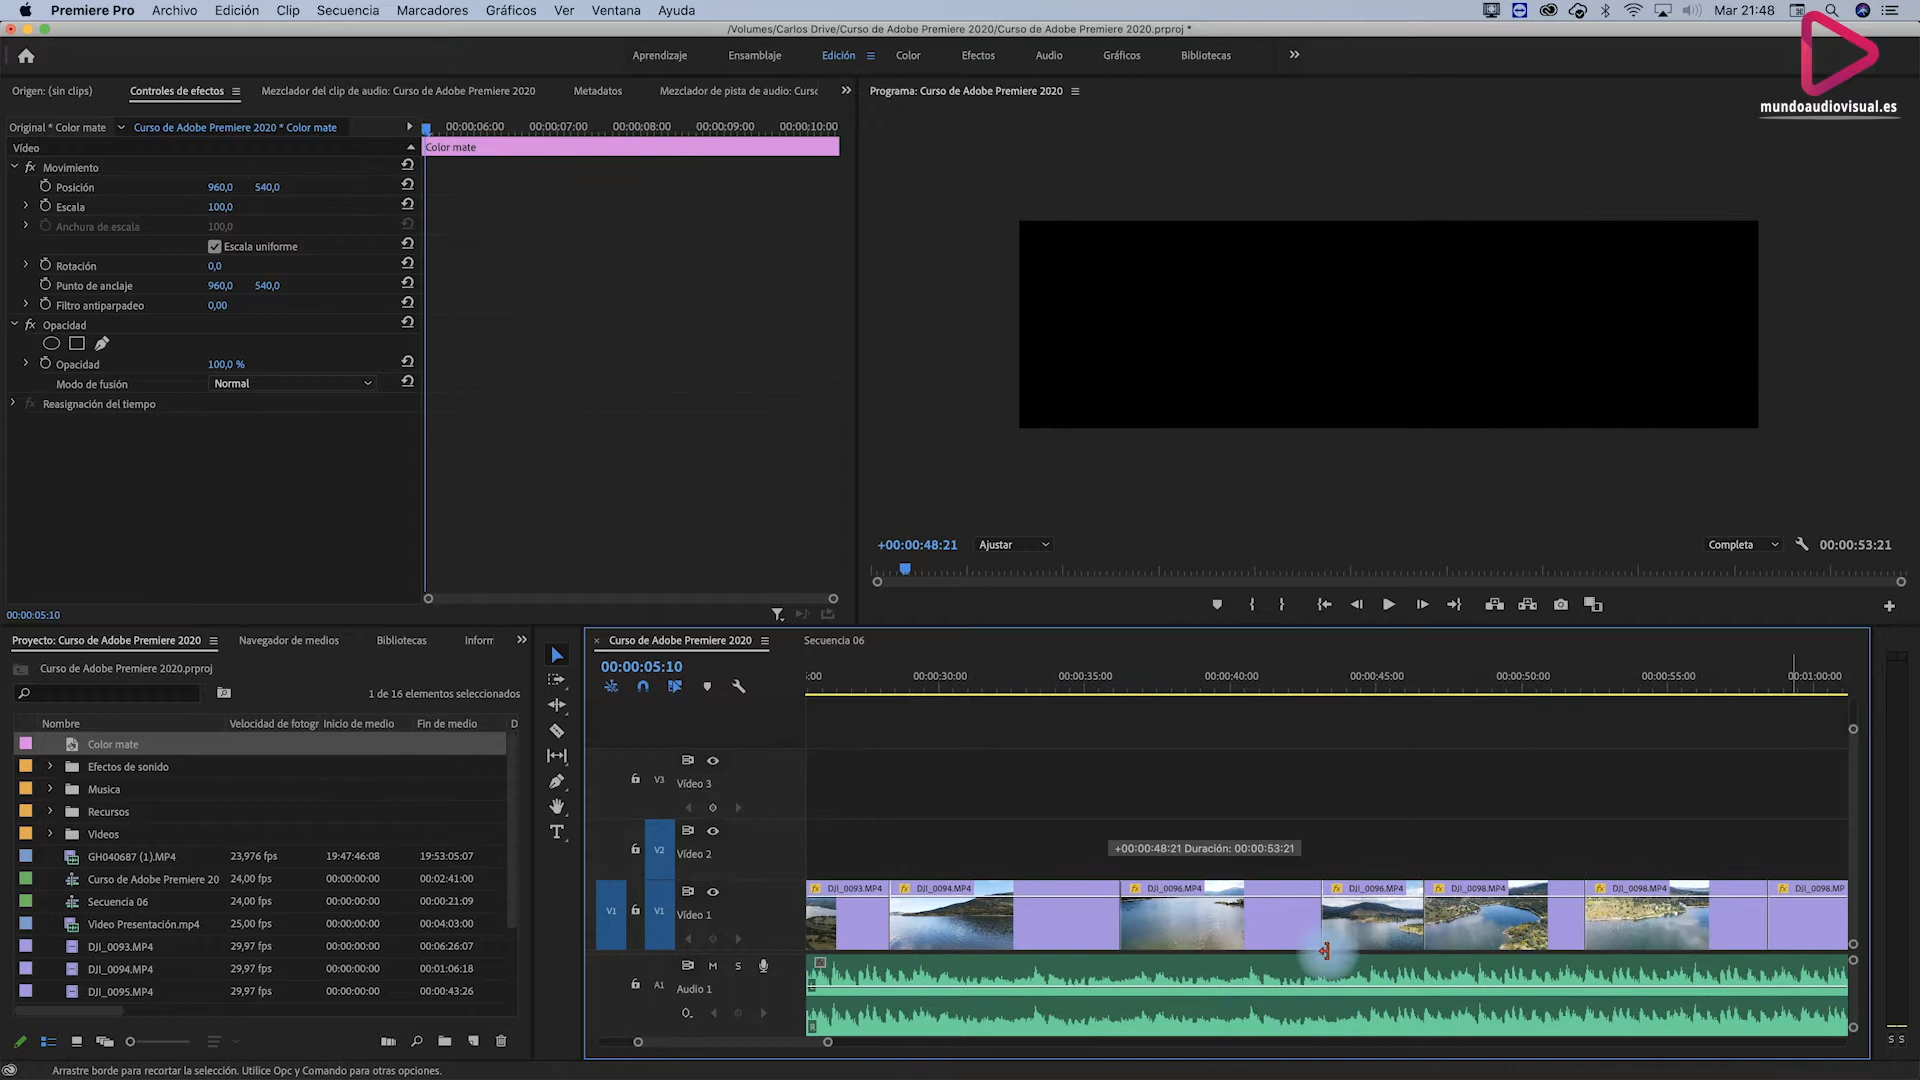 Premiere Pro Archivo Edición Clip Secuencia Marcadores Gráficos Ver Ventana Ayuda Mar 21:48
/Volumes/Carlos Drive/Curso de Adobe Premiere 2020/Curso de Adobe Premiere 2020.prproj *
Aprendizaje Ensamblaje Edición Color Efectos Audio Gráficos Bibliotecas
mundoaudiovisual.es
Origen: (sin clips) Controles de efectos Mezclador del clip de audio: Curso de Adobe Premiere 2020 Metadatos Mezclador de pista de audio: Curso
Programa: Curso de Adobe Premiere 2020
Original * Color mate Curso de Adobe Premiere 2020 * Color mate
00:00:06:00 00:00:07:00 00:00:08:00 00:00:09:00 00:00:10:00
Vídeo
Color mate
fx Movimiento
Posición 960,0 540,0
Escala 100,0
Anchura de escala 100,0
Escala uniforme
Rotación 0,0
Punto de anclaje 960,0 540,0
Filtro antiparpadeo 0,00
fx Opacidad
Opacidad 100,0 %
Modo de fusión Normal
fx Reasignación del tiempo
00:00:05:10
+00:00:48:21 Ajustar Completa 00:00:53:21
Proyecto: Curso de Adobe Premiere 2020 Navegador de medios Bibliotecas Inform
Curso de Adobe Premiere 2020.prproj
1 de 16 elementos seleccionados
Nombre Velocidad de fotogr Inicio de medio Fin de medio D
Color mate
Efectos de sonido
Musica
Recursos
Videos
GH040687 (1).MP4 23,976 fps 19:47:46:08 19:53:05:07
Curso de Adobe Premiere 20 24,00 fps 00:00:00:00 00:02:41:00
Secuencia 06 24,00 fps 00:00:00:00 00:00:21:09
Video Presentación.mp4 25,00 fps 00:00:00:00 00:04:03:00
DJI_0093.MP4 29,97 fps 00:00:00:00 00:06:26:07
DJI_0094.MP4 29,97 fps 00:00:00:00 00:01:06:18
DJI_0095.MP4 29,97 fps 00:00:00:00 00:00:43:26
Curso de Adobe Premiere 2020 Secuencia 06
00:00:05:10
:00 00:00:30:00 00:00:35:00 00:00:40:00 00:00:45:00 00:00:50:00 00:00:55:00 00:01:00:00
V3 Vídeo 3
V2 Vídeo 2
+00:00:48:21 Duración: 00:00:53:21
V1 V1 Vídeo 1
fx DJI_0093.MP4 fx DJI_0094.MP4 fx DJI_0096.MP4 fx DJI_0096.MP4 fx DJI_0098.MP4 fx DJI_0098.MP4 fx DJI_0098.MP
M S
A1 Audio 1
L
R
S S
Arrastre borde para recortar la selección. Utilice Opc y Comando para otras opciones.